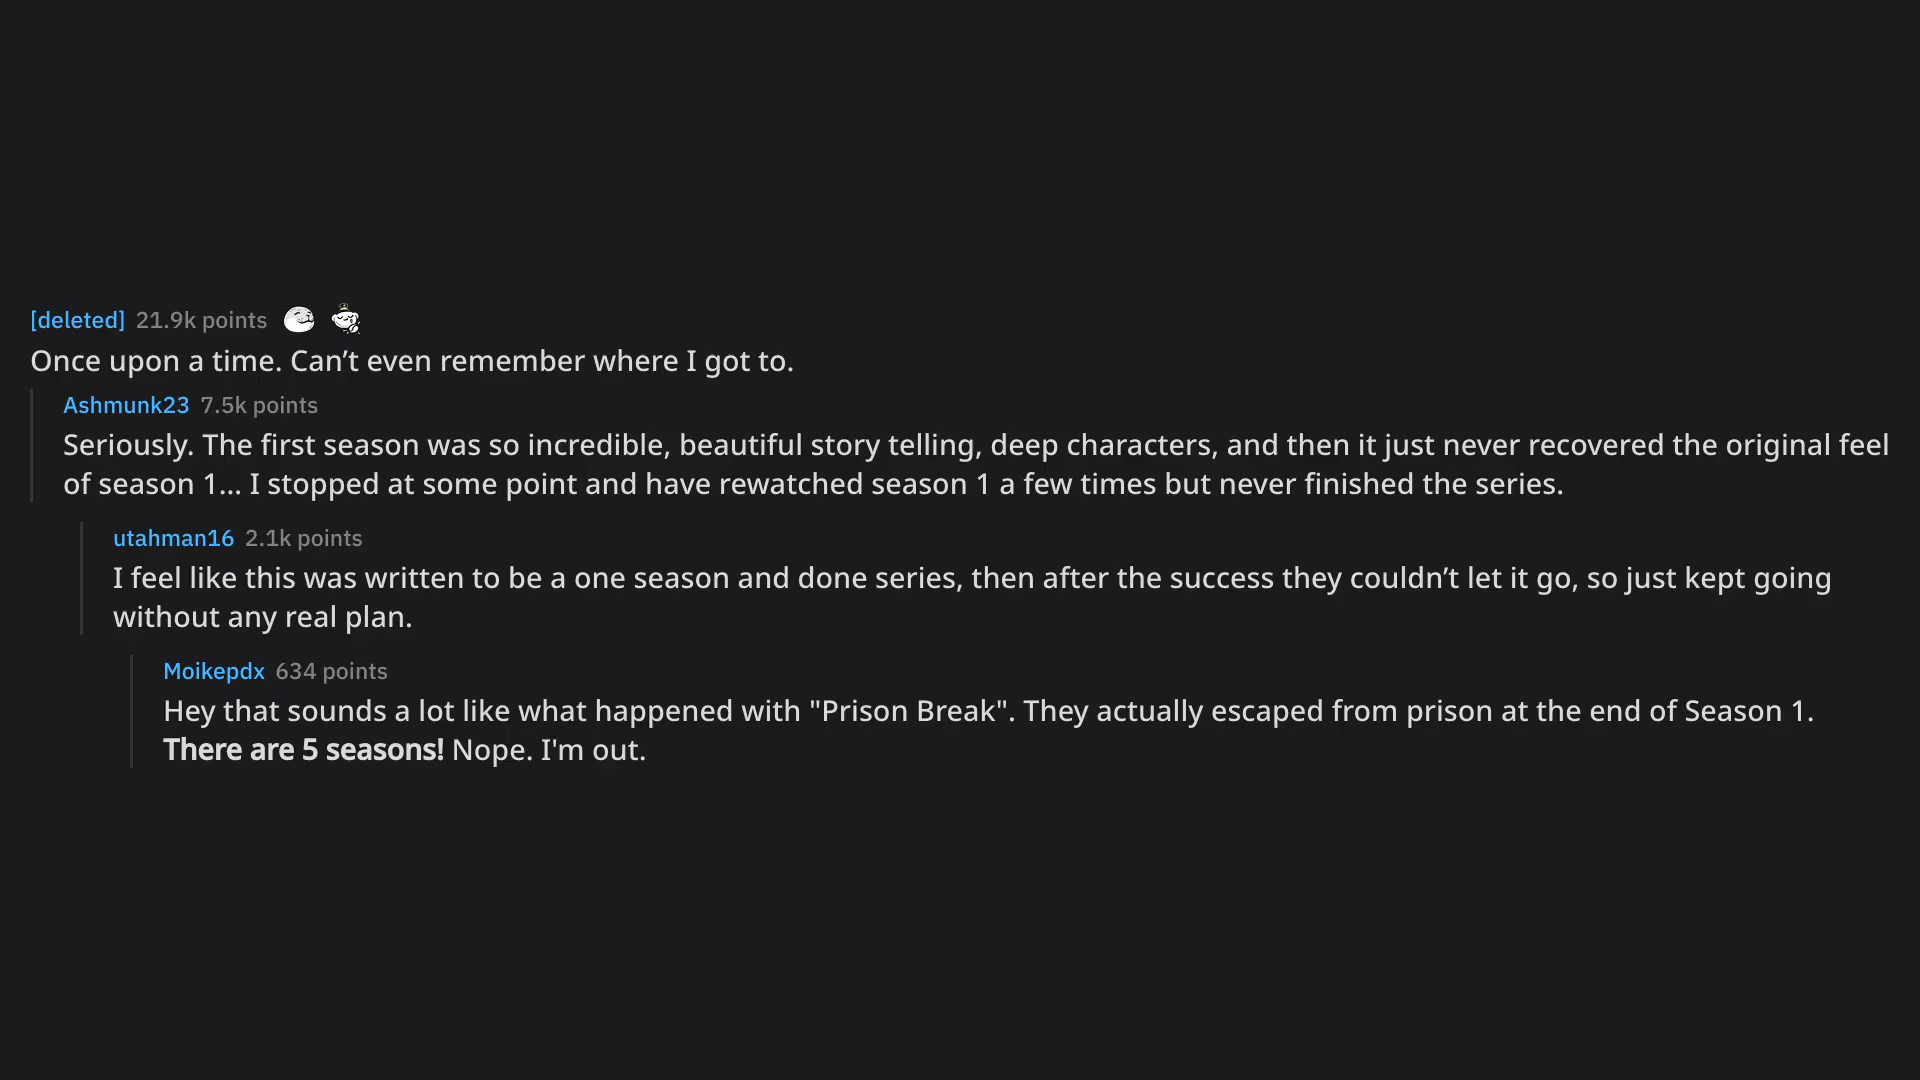 [deleted] 21.9k points
Once upon a time. Can’t even remember where I got to.
Ashmunk23 7.5k points
Seriously. The first season was so incredible, beautiful story telling, deep characters, and then it just never recovered the original feel
of season 1... I stopped at some point and have rewatched season 1 a few times but never finished the series.
utahman16 2.1k points
I feel like this was written to be a one season and done series, then after the success they couldn’t let it go, so just kept going
without any real plan.
Moikepdx 634 points
Hey that sounds a lot like what happened with "Prison Break". They actually escaped from prison at the end of Season 1.
There are 5 seasons! Nope. I'm out.